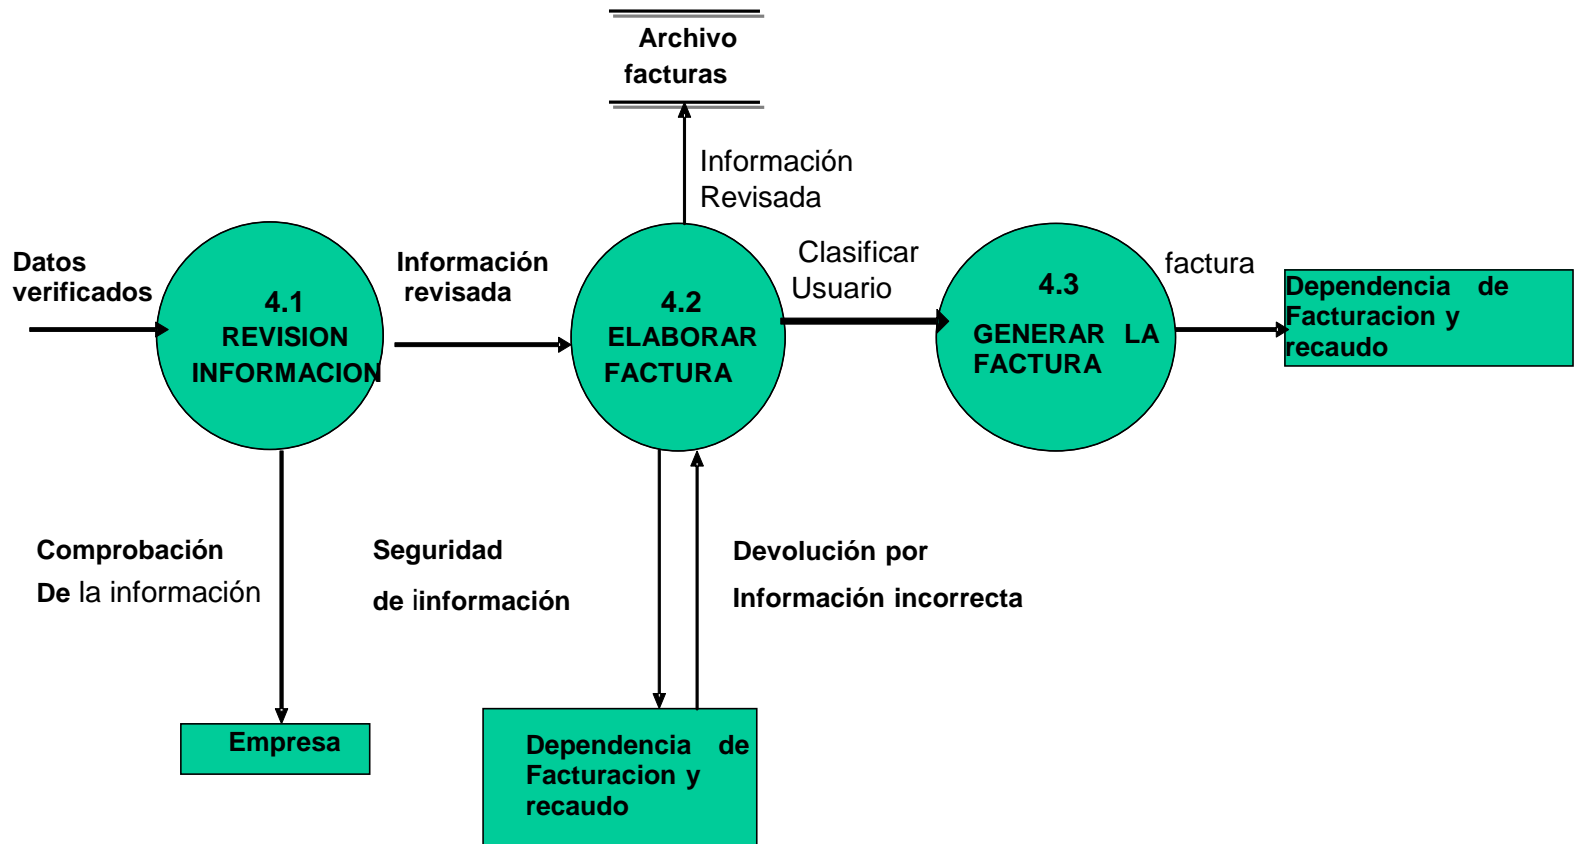 Archivo
facturas
Información
Revisada
Datos
verificados
4.1
REVISION
INFORMACION
Información
revisada
4.2
ELABORAR
FACTURA
Clasificar
Usuario
4.3
GENERAR LA
FACTURA
factura
Dependencia de
Facturacion y
recaudo
Comprobación
De la información
Seguridad
de iinformación
Devolución por
Información incorrecta
Empresa
Dependencia de
Facturacion y
recaudo